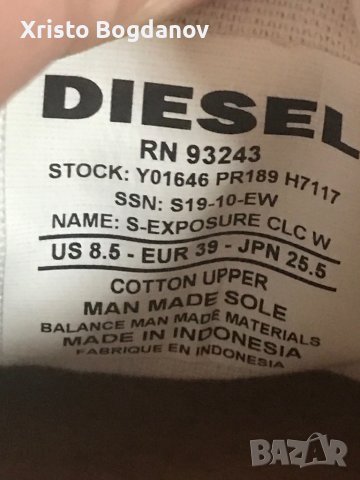 Xristo Bogdanov
DIESEL
RN 93243
STOCK: Y01646 PR189 H7117
SSN: S19-10-EW
NAME: S-EXPOSURE CLC W
US 8.5 - EUR 39 - JPN 25.5
COTTON UPPER
MAN MADE SOLE
BALANCE MAN MADE MATERIALS
MADE IN INDONESIA
FABRIQUE EN INDONESIA
BAZAR